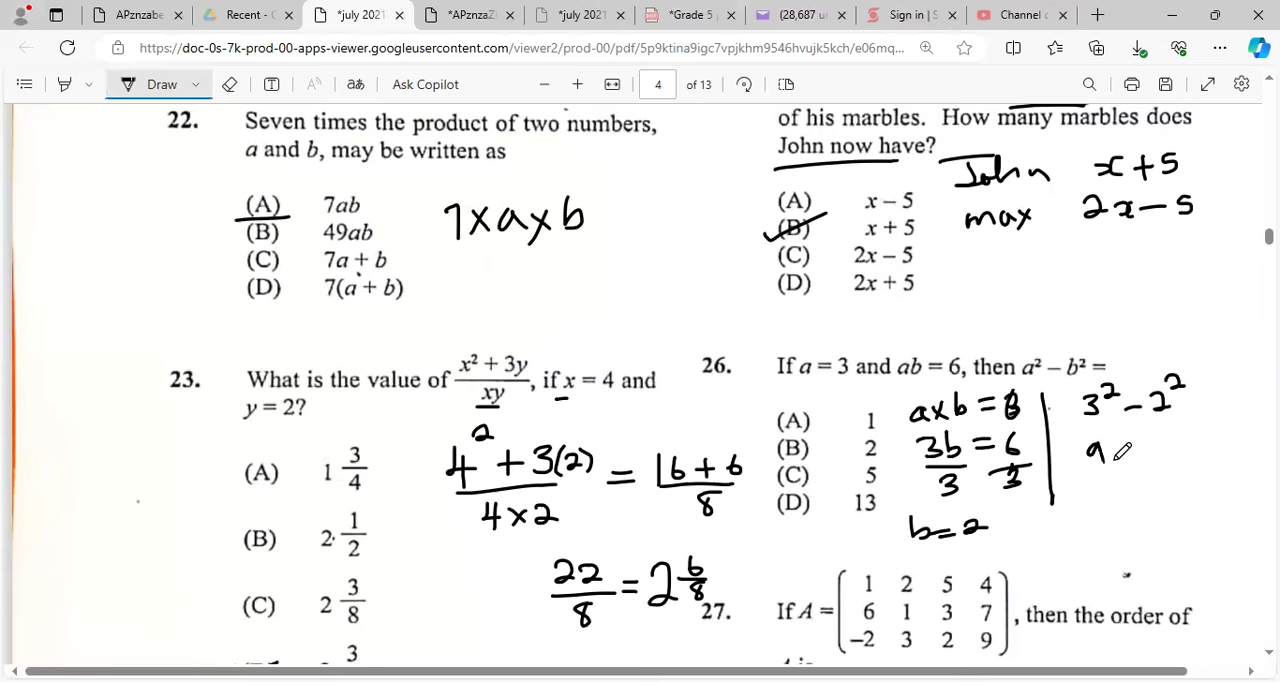 APznzabe
Recent - C
*july 2021
*APznzaZ
*july 2021
*Grade 5
(28,687 u
Sign in | S
Channel c
https://doc-0s-7k-prod-00-apps-viewer.googleusercontent.com/viewer2/prod-00/pdf/5p9ktina9igc7vpjkhm9546hvujk5kch/e06mq...
Draw
aあ
Ask Copilot
4 of 13
22. Seven times the product of two numbers,
a and b, may be written as
(A) 7ab
(B) 49ab
(C) 7a + b
(D) 7(a + b)
7 x a x b
23. What is the value of x² + 3y / xy, if x = 4 and
y = 2?
(A) 1 3/4
(B) 2 1/2
(C) 2 3/8
3
2
4 + 3(2) / 4 x 2 = 16 + 6 / 8
22/8 = 2 6/8
of his marbles. How many marbles does
John now have?
(A) x – 5
(B) x + 5
(C) 2x – 5
(D) 2x + 5
John x + 5
max 2x – 5
26. If a = 3 and ab = 6, then a² – b² =
(A) 1
(B) 2
(C) 5
(D) 13
a x b = 6
3b = 6
3 3
b = 2
3² – 2²
9
27. If A = ( 1 2 5 4
6 1 3 7
–2 3 2 9 ) , then the order of